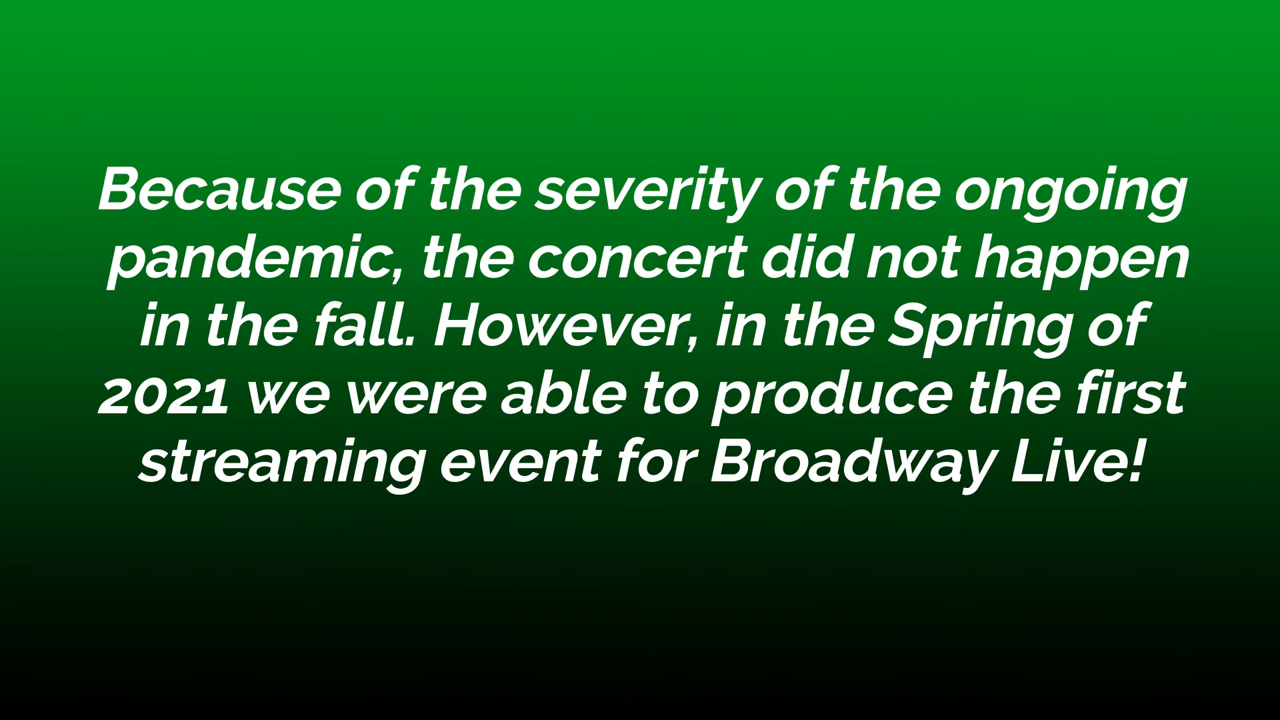 Because of the severity of the ongoing
pandemic, the concert did not happen
in the fall. However, in the Spring of
2021 we were able to produce the first
streaming event for Broadway Live!